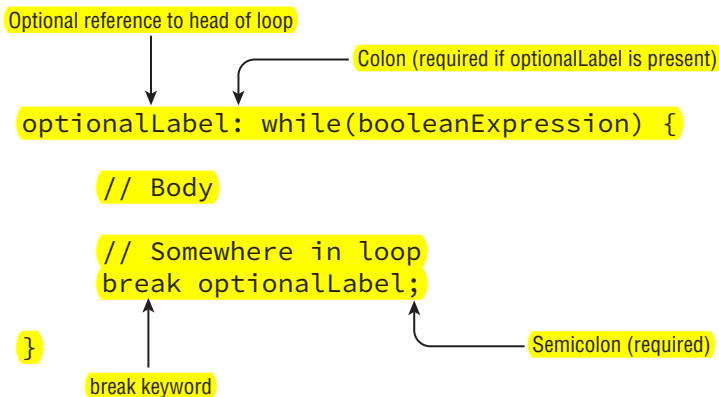 Optional reference to head of loop
Colon (required if optionalLabel is present)
optionalLabel: while(booleanExpression) {
// Body
// Somewhere in loop
break optionalLabel;
}
Semicolon (required)
break keyword